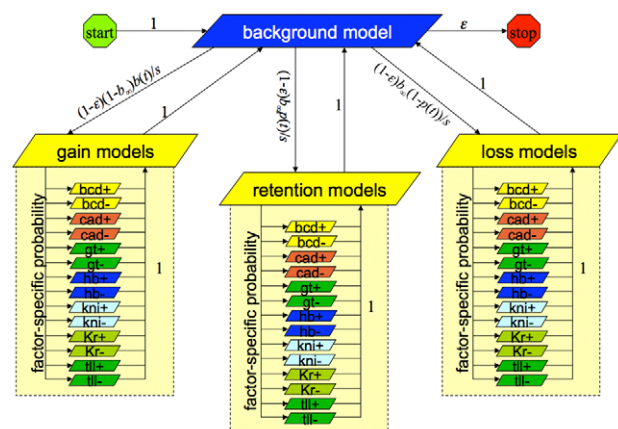 start
1
background model
ε
stop
(1-ε)(1-b∞)b(t)/s
1
(1-ε)b∞p(t)/s
1
(1-ε)b∞(1-p(t))/s
1
gain models
retention models
loss models
factor-specific probability
bcd+
bcd-
cad+
cad-
gt+
gt-
hb+
hb-
kni+
kni-
Kr+
Kr-
tll+
tll-
1
factor-specific probability
bcd+
bcd-
cad+
cad-
gt+
gt-
hb+
hb-
kni+
kni-
Kr+
Kr-
tll+
tll-
1
factor-specific probability
bcd+
bcd-
cad+
cad-
gt+
gt-
hb+
hb-
kni+
kni-
Kr+
Kr-
tll+
tll-
1